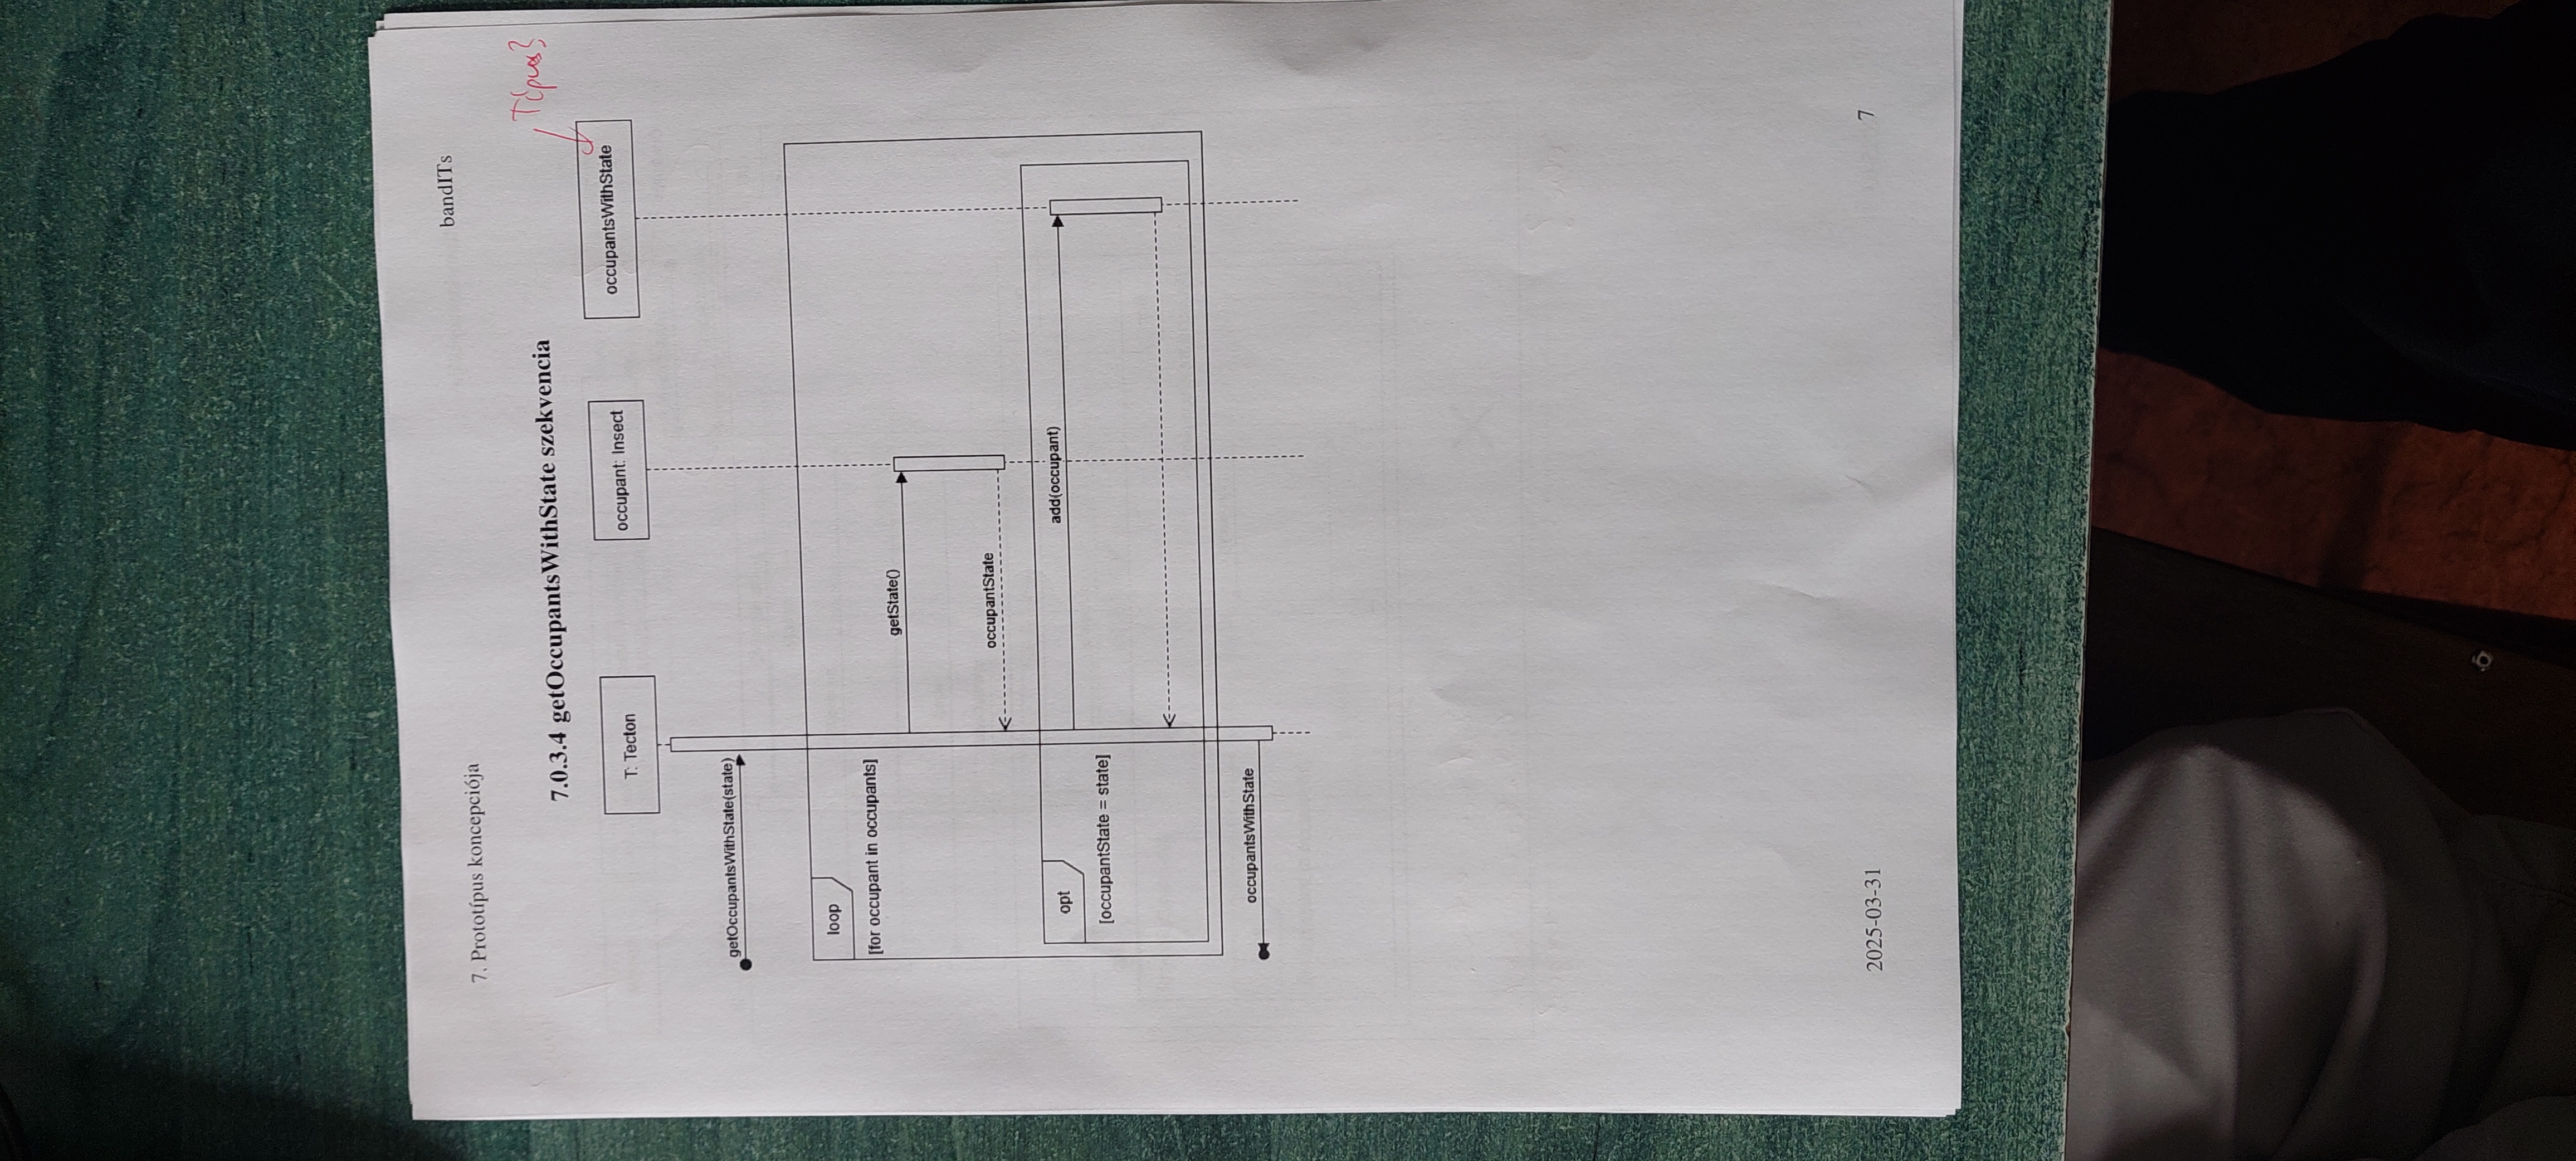 7. Prototípus koncepciója
bandITs
Típus?
7.0.3.4 getOccupantsWithState szekvencia
T: Tecton
occupant: Insect
occupantsWithState
getOccupantsWithState(state)
loop
[for occupant in occupants]
getState()
occupantState
opt
add(occupant)
[occupantState = state]
occupantsWithState
2025-03-31
7